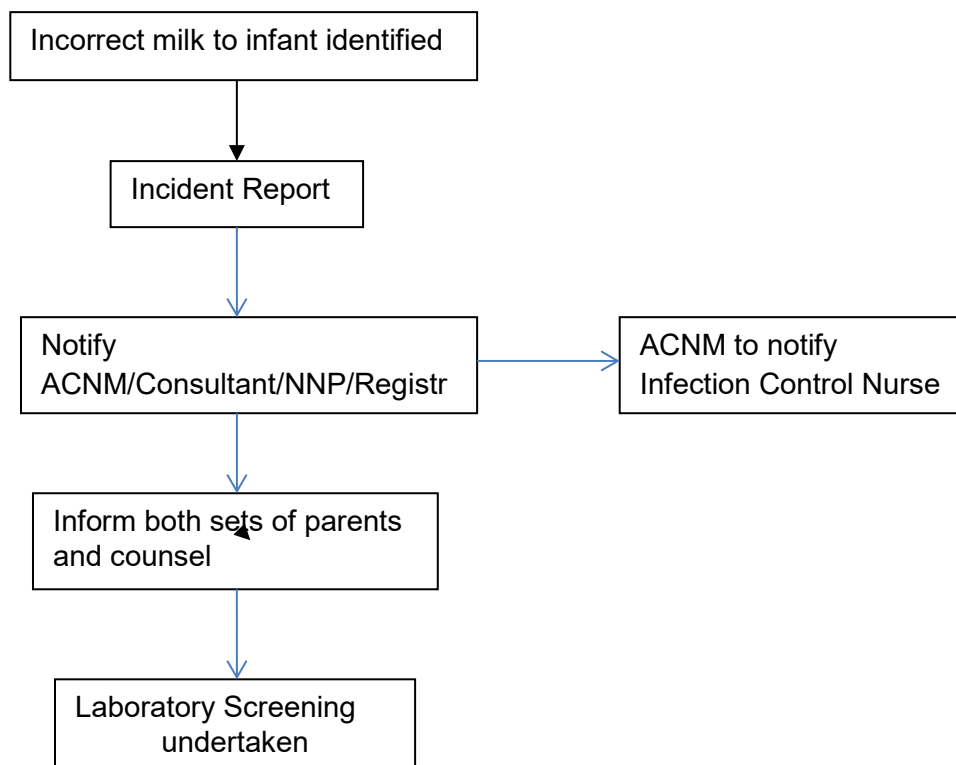 Incorrect milk to infant identified
Incident Report
Notify
ACNM/Consultant/NNP/Registr
ACNM to notify
Infection Control Nurse
Inform both sets of parents
and counsel
Laboratory Screening
undertaken